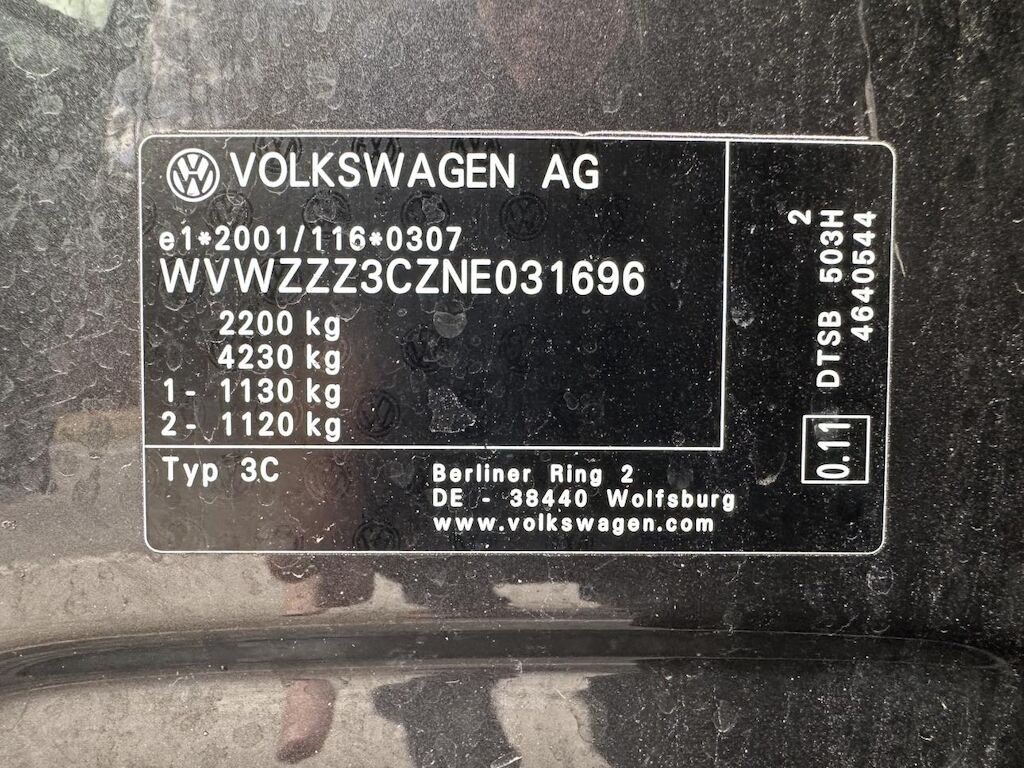 VOLKSWAGEN AG
e1*2001/116*0307
WVWZZZ3CZNE031696
2200 kg
4230 kg
1- 1130 kg
2- 1120 kg
Typ 3C
Berliner Ring 2
DE - 38440 Wolfsburg
www.volkswagen.com
2
DTSB 503H
4640544
0.11